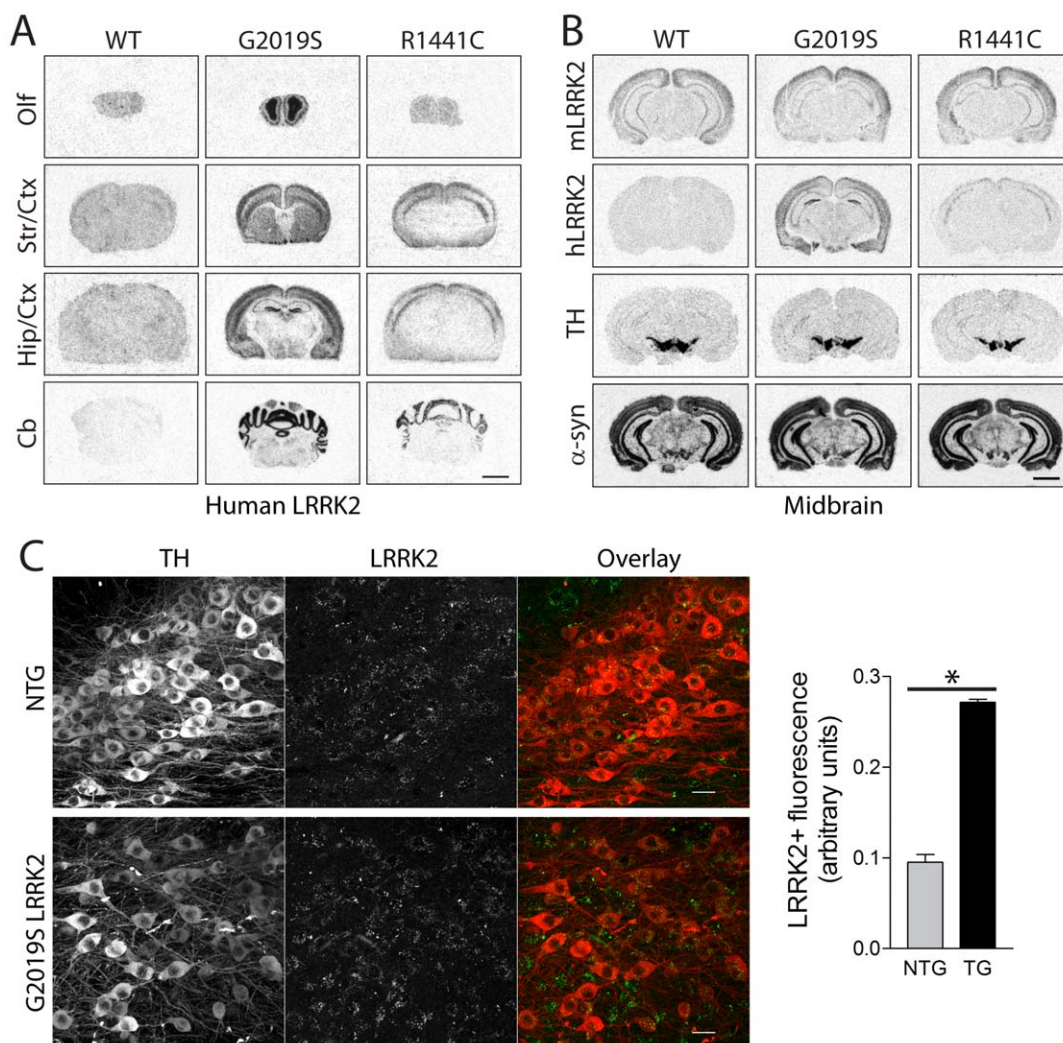 A
WT G2019S R1441C
Olf
Str/Ctx
Hip/Ctx
Cb
Human LRRK2
B
WT G2019S R1441C
mLRRK2
hLRRK2
TH
α-syn
Midbrain
C
TH LRRK2 Overlay
NTG
G2019S LRRK2
LRRK2+ fluorescence
(arbitrary units)
0.3
0.2
0.1
0.0
*
NTG TG